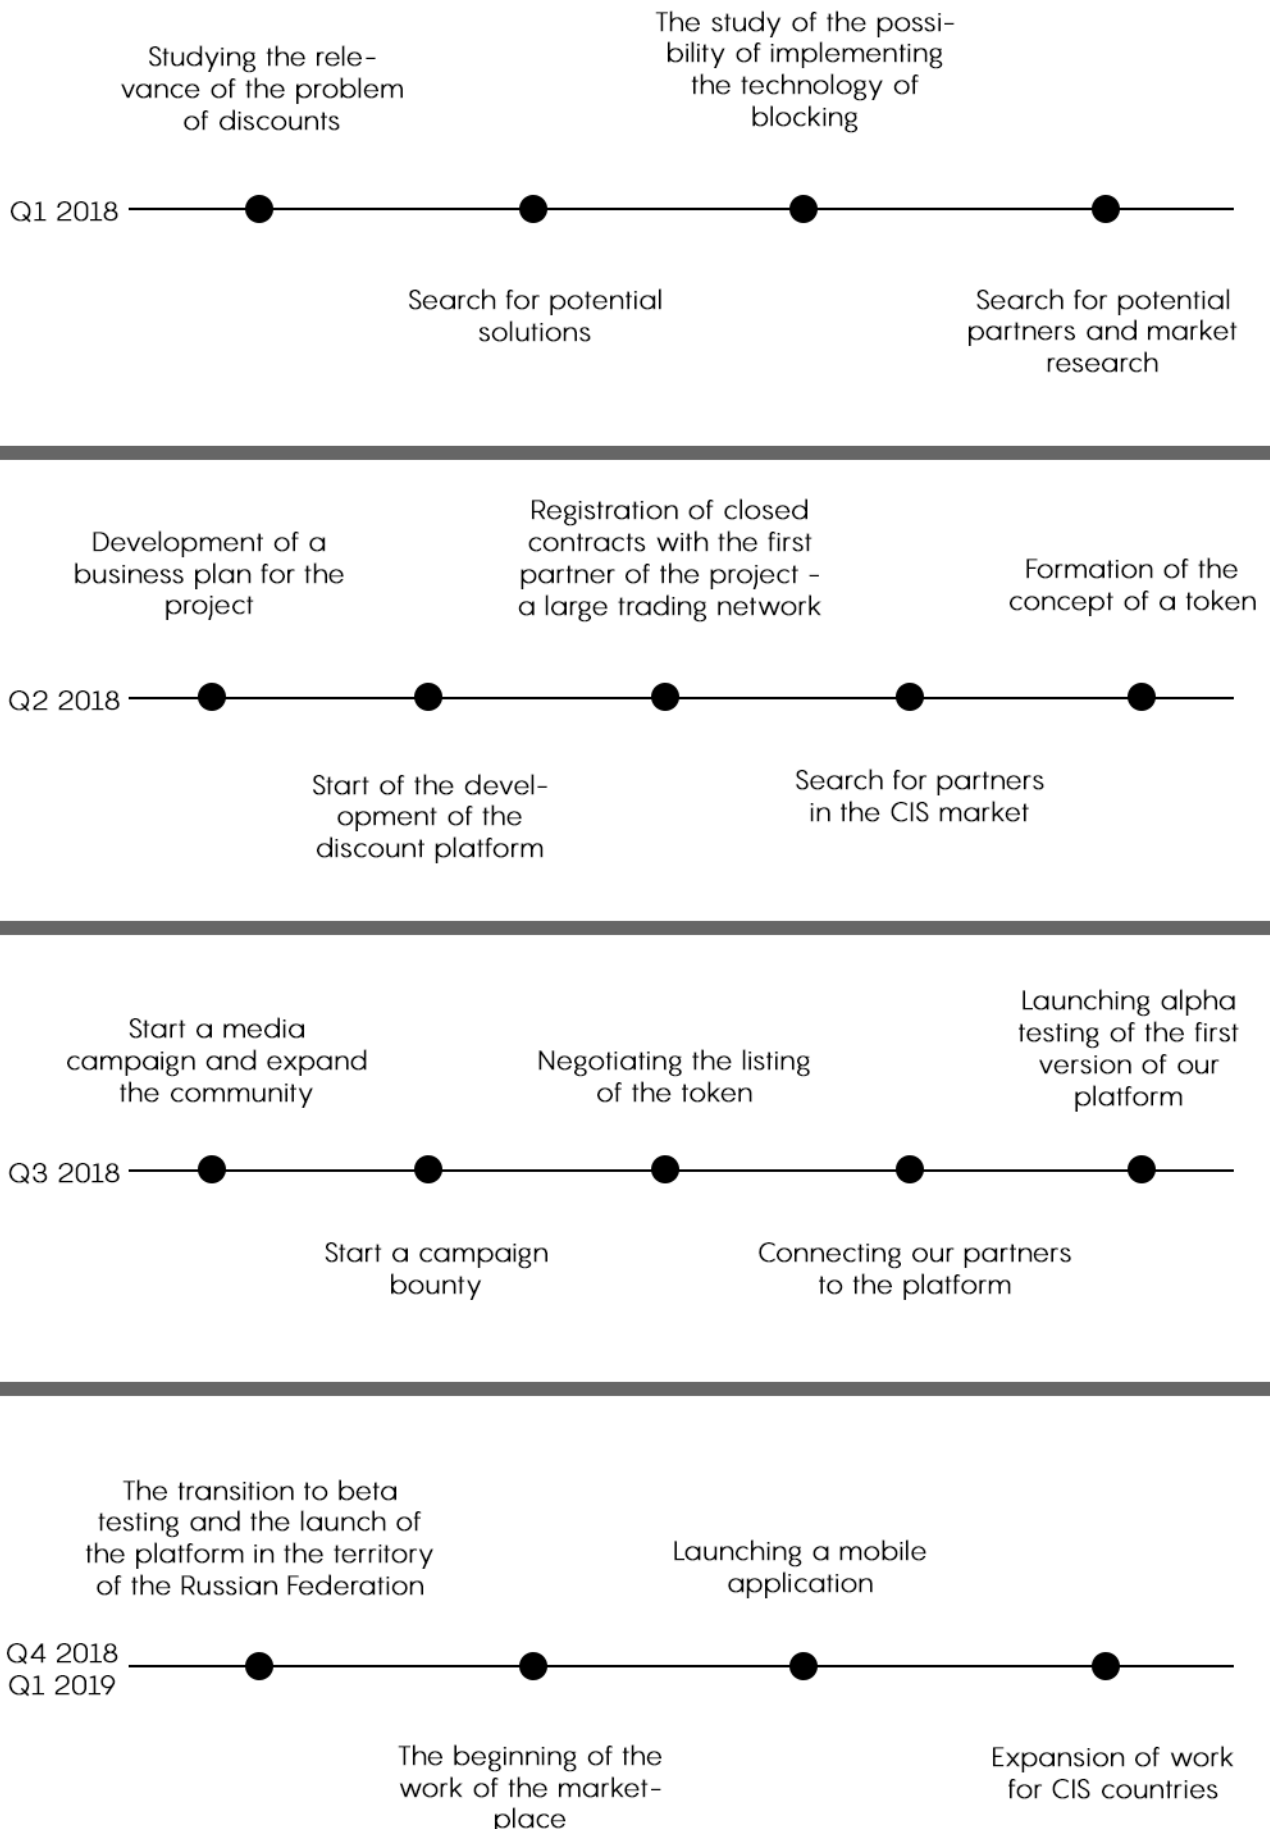 Studying the rele-
vance of the problem
of discounts
The study of the possi-
bility of implementing
the technology of
blocking
Q1 2018
Search for potential
solutions
Search for potential
partners and market
research
Development of a
business plan for the
project
Registration of closed
contracts with the first
partner of the project -
a large trading network
Formation of the
concept of a token
Q2 2018
Start of the devel-
opment of the
discount platform
Search for partners
in the CIS market
Start a media
campaign and expand
the community
Negotiating the listing
of the token
Launching alpha
testing of the first
version of our
platform
Q3 2018
Start a campaign
bounty
Connecting our partners
to the platform
The transition to beta
testing and the launch of
the platform in the territory
of the Russian Federation
Launching a mobile
application
Q4 2018
Q1 2019
The beginning of the
work of the market-
place
Expansion of work
for CIS countries